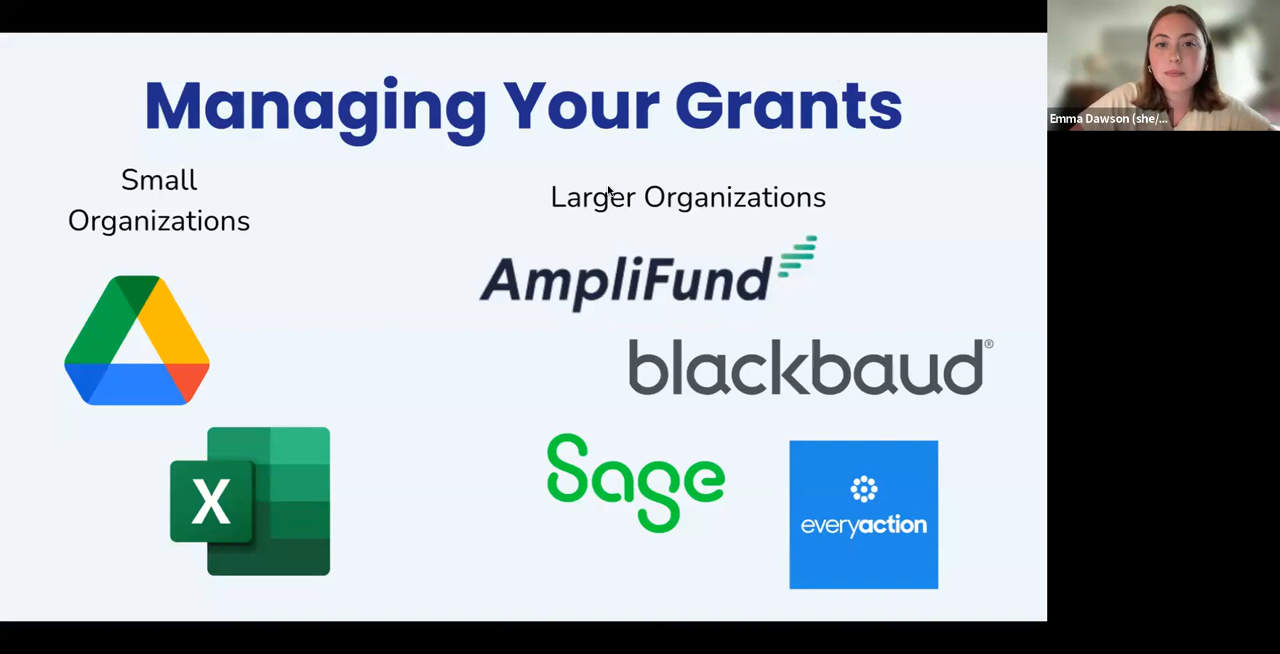 Managing Your Grants
Small
Organizations
Larger Organizations
AmpliFund
blackbaud®
X
Sage
everyaction
Emma Dawson (she/...